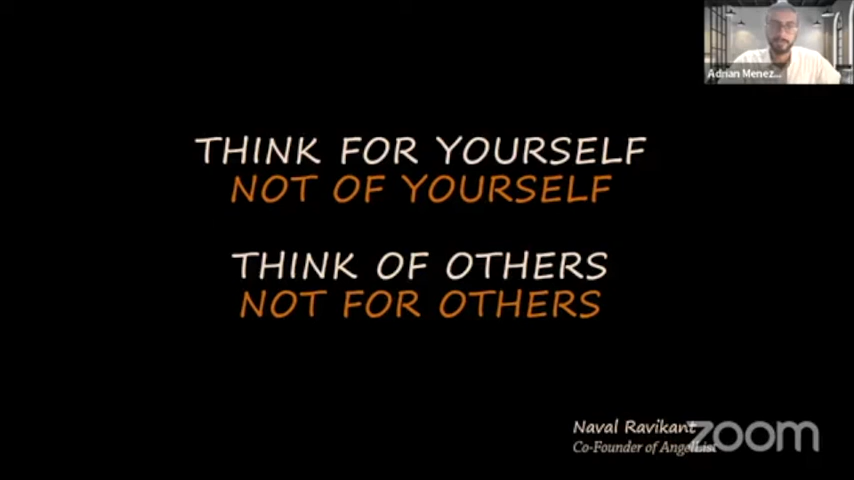 Adrian Menez...
THINK FOR YOURSELF
NOT OF YOURSELF
THINK OF OTHERS
NOT FOR OTHERS
Naval Ravikant
Co-Founder of AngelList
zoom